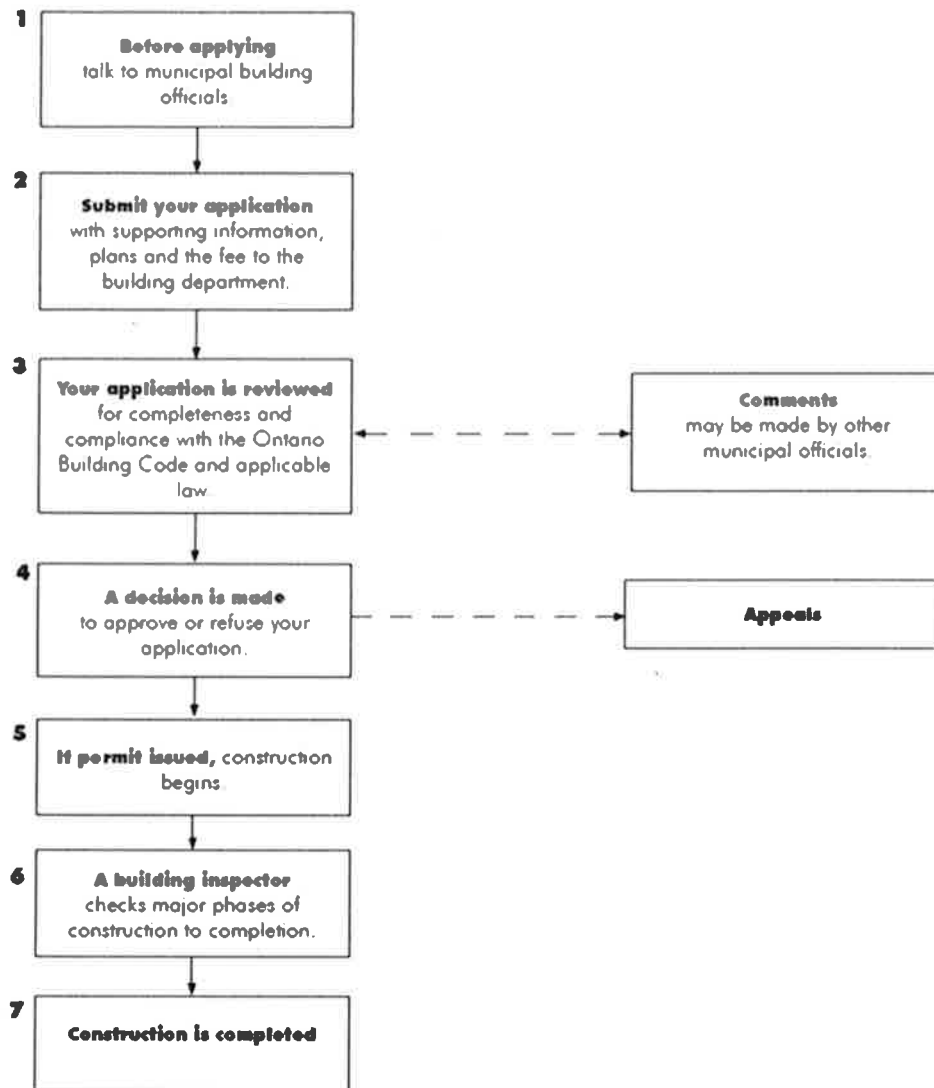 1
Before applying
talk to municipal building
officials
2
Submit your application
with supporting information,
plans and the fee to the
building department.
3
Your application is reviewed
for completeness and
compliance with the Ontario
Building Code and applicable
law.
Comments
may be made by other
municipal officials.
4
A decision is made
to approve or refuse your
application.
Appeals
5
If permit issued, construction
begins.
6
A building inspector
checks major phases of
construction to completion.
7
Construction is completed